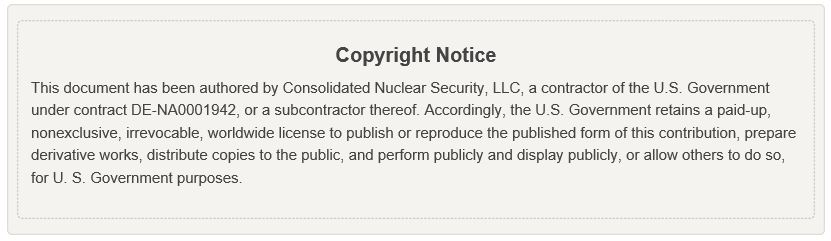 Copyright Notice
This document has been authored by Consolidated Nuclear Security, LLC, a contractor of the U.S. Government
under contract DE-NA0001942, or a subcontractor thereof. Accordingly, the U.S. Government retains a paid-up,
nonexclusive, irrevocable, worldwide license to publish or reproduce the published form of this contribution, prepare
derivative works, distribute copies to the public, and perform publicly and display publicly, or allow others to do so,
for U. S. Government purposes.